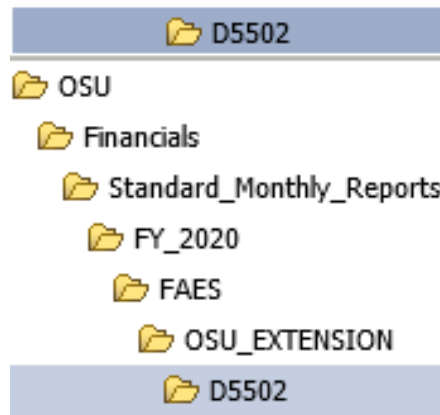 D5502
OSU
Financials
Standard_Monthly_Reports
FY_2020
FAES
OSU_EXTENSION
D5502